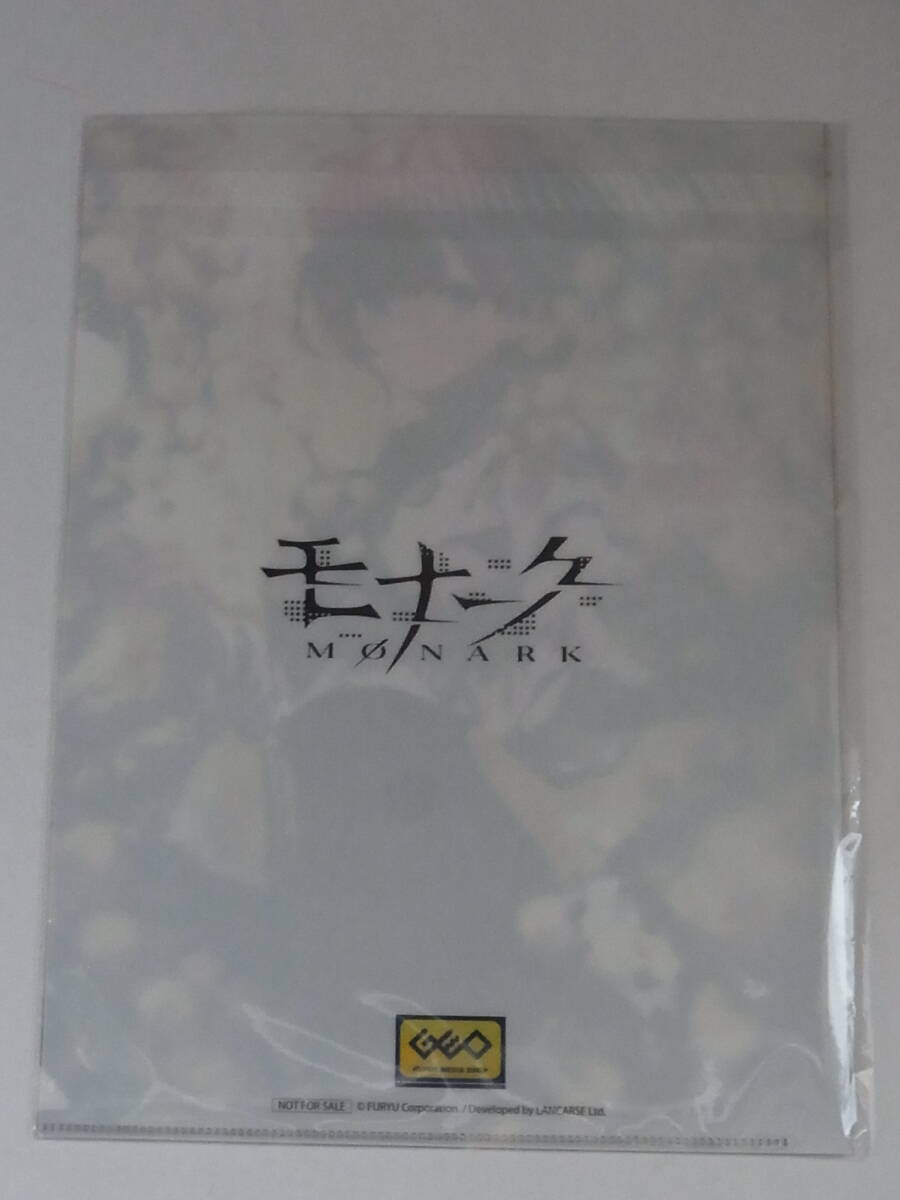 モナーク
MØNARK
GEO
NOT FOR SALE © FURYU Corporation. / Developed by LANCARSE Ltd.